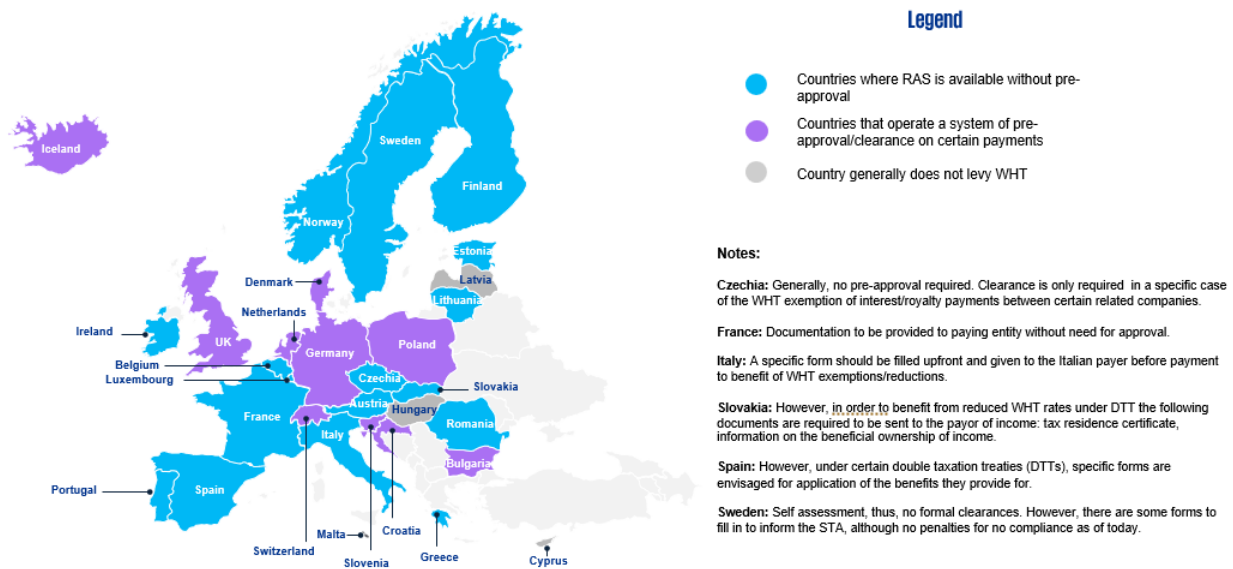 Legend
Countries where RAS is available without pre-
approval
Countries that operate a system of pre-
approval/clearance on certain payments
Country generally does not levy WHT
Iceland
Sweden
Finland
Norway
Estonia
Latvia
Lithuania
Denmark
Netherlands
Ireland
UK
Germany
Poland
Belgium
Luxembourg
Czechia
Slovakia
France
Austria
Hungary
Italy
Romania
Bulgaria
Portugal
Spain
Malta
Croatia
Switzerland
Slovenia
Greece
Cyprus
Notes:
Czechia: Generally, no pre-approval required. Clearance is only required in a specific case
of the WHT exemption of interest/royalty payments between certain related companies.
France: Documentation to be provided to paying entity without need for approval.
Italy: A specific form should be filled upfront and given to the Italian payer before payment
to benefit of WHT exemptions/reductions.
Slovakia: However, in order to benefit from reduced WHT rates under DTT the following
documents are required to be sent to the payor of income: tax residence certificate,
information on the beneficial ownership of income.
Spain: However, under certain double taxation treaties (DTTs), specific forms are
envisaged for application of the benefits they provide for.
Sweden: Self assessment, thus, no formal clearances. However, there are some forms to
fill in to inform the STA, although no penalties for no compliance as of today.